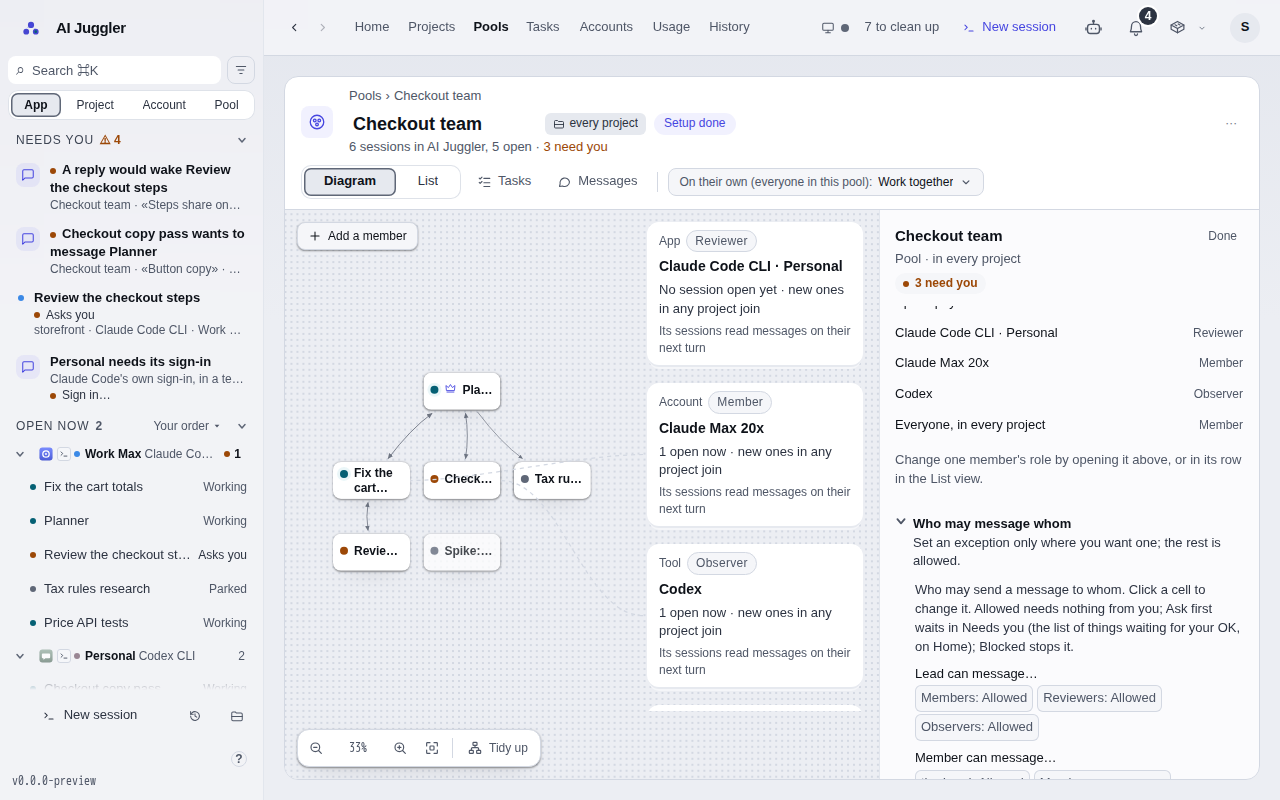 AI Juggler
Search ⌘K
App Project Account Pool
NEEDS YOU 4
A reply would wake Review the checkout steps
Checkout team · «Steps share on…
Checkout copy pass wants to message Planner
Checkout team · «Button copy» · …
Review the checkout steps
Asks you
storefront · Claude Code CLI · Work …
Personal needs its sign-in
Claude Code's own sign-in, in a te…
Sign in…
OPEN NOW 2 Your order
Work Max Claude Co… 1
Fix the cart totals Working
Planner Working
Review the checkout st… Asks you
Tax rules research Parked
Price API tests Working
Personal Codex CLI 2
Checkout copy pass Working
New session
?
v0.0.0-preview
Home Projects Pools Tasks Accounts Usage History
7 to clean up
New session
4
S
Pools › Checkout team
Checkout team
every project
Setup done
6 sessions in AI Juggler, 5 open · 3 need you
Diagram List Tasks Messages
On their own (everyone in this pool): Work together
Add a member
Pla…
Fix the cart…
Check…
Tax ru…
Revie…
Spike:…
App Reviewer
Claude Code CLI · Personal
No session open yet · new ones in any project join
Its sessions read messages on their next turn
Account Member
Claude Max 20x
1 open now · new ones in any project join
Its sessions read messages on their next turn
Tool Observer
Codex
1 open now · new ones in any project join
Its sessions read messages on their next turn
33%
Tidy up
Checkout team Done
Pool · in every project
3 need you
Claude Code CLI · Personal Reviewer
Claude Max 20x Member
Codex Observer
Everyone, in every project Member
Change one member's role by opening it above, or in its row in the List view.
Who may message whom
Set an exception only where you want one; the rest is allowed.
Who may send a message to whom. Click a cell to change it. Allowed needs nothing from you; Ask first waits in Needs you (the list of things waiting for your OK, on Home); Blocked stops it.
Lead can message…
Members: Allowed Reviewers: Allowed
Observers: Allowed
Member can message…